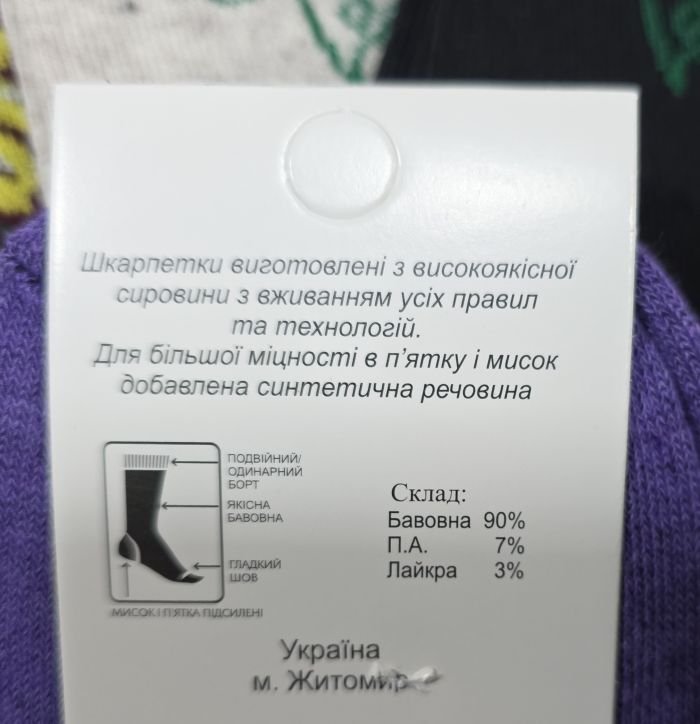 Шкарпетки виготовлені з високоякісної
сировини з вживанням усіх правил
та технологій.
Для більшої міцності в п'ятку і мисок
добавлена синтетична речовина
ПОДВІЙНИЙ/
ОДИНАРНИЙ
БОРТ
ЯКІСНА
БАВОВНА
ГЛАДКИЙ
ШОВ
МИСОК І П'ЯТКА ПІДСИЛЕНІ
Склад:
Бавовна 90%
П.А. 7%
Лайкра 3%
Україна
м. Житомир